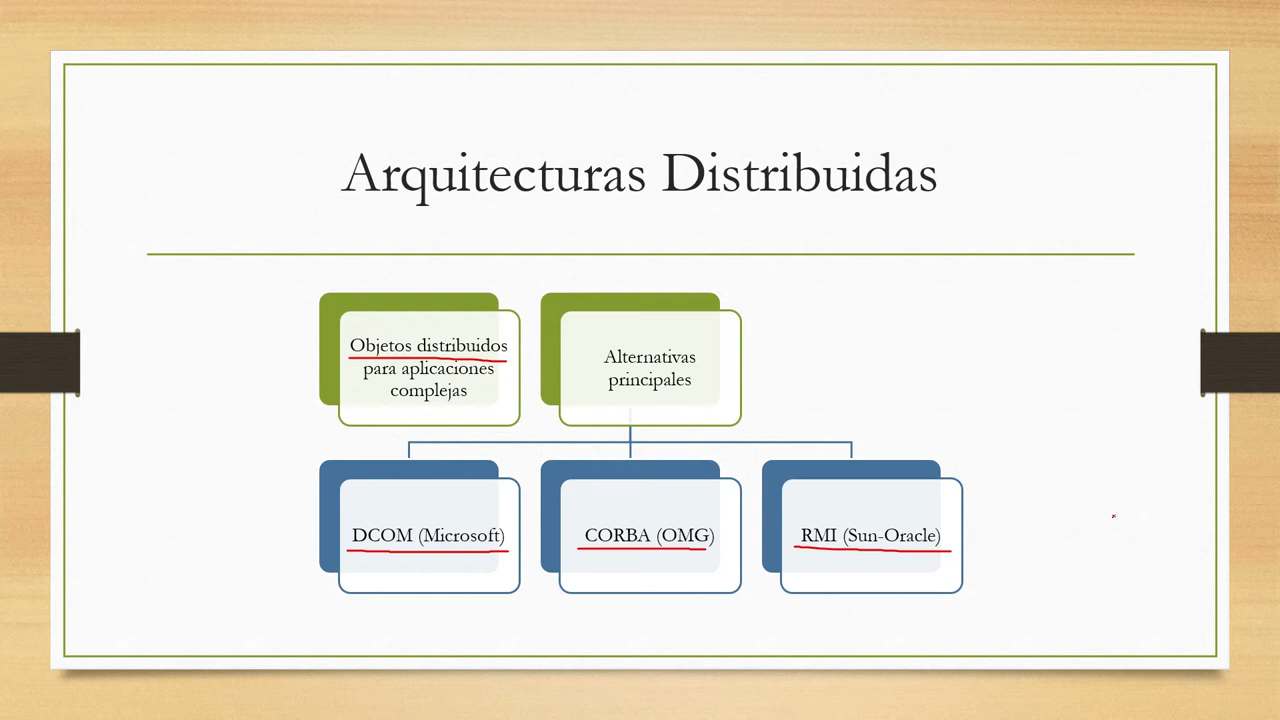 Arquitecturas Distribuidas
Objetos distribuidos
para aplicaciones
complejas
Alternativas
principales
DCOM (Microsoft)
CORBA (OMG)
RMI (Sun-Oracle)